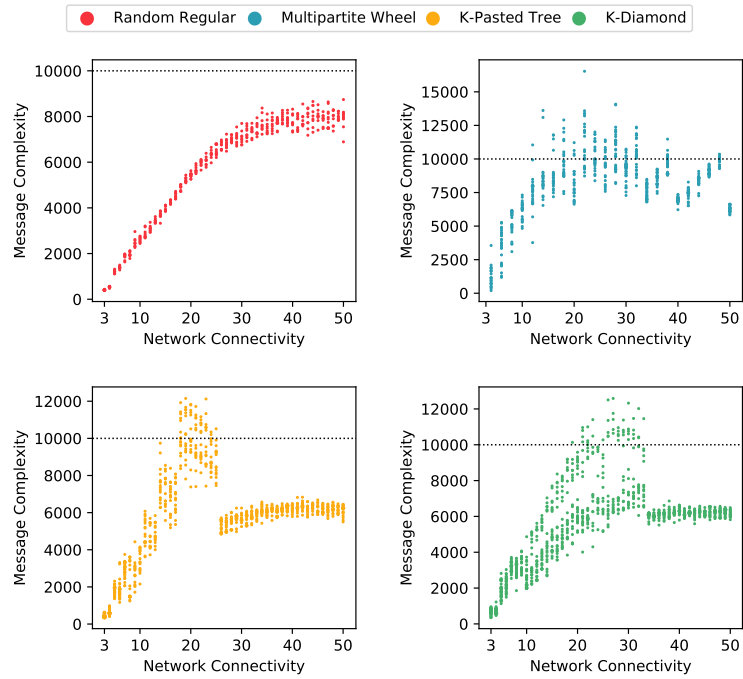 Random Regular Multipartite Wheel K-Pasted Tree K-Diamond
10000
8000
6000
4000
2000
0
Message Complexity
3 10 20 30 40 50
Network Connectivity
15000
12500
10000
7500
5000
2500
0
Message Complexity
3 10 20 30 40 50
Network Connectivity
12000
10000
8000
6000
4000
2000
0
Message Complexity
3 10 20 30 40 50
Network Connectivity
12000
10000
8000
6000
4000
2000
0
Message Complexity
3 10 20 30 40 50
Network Connectivity